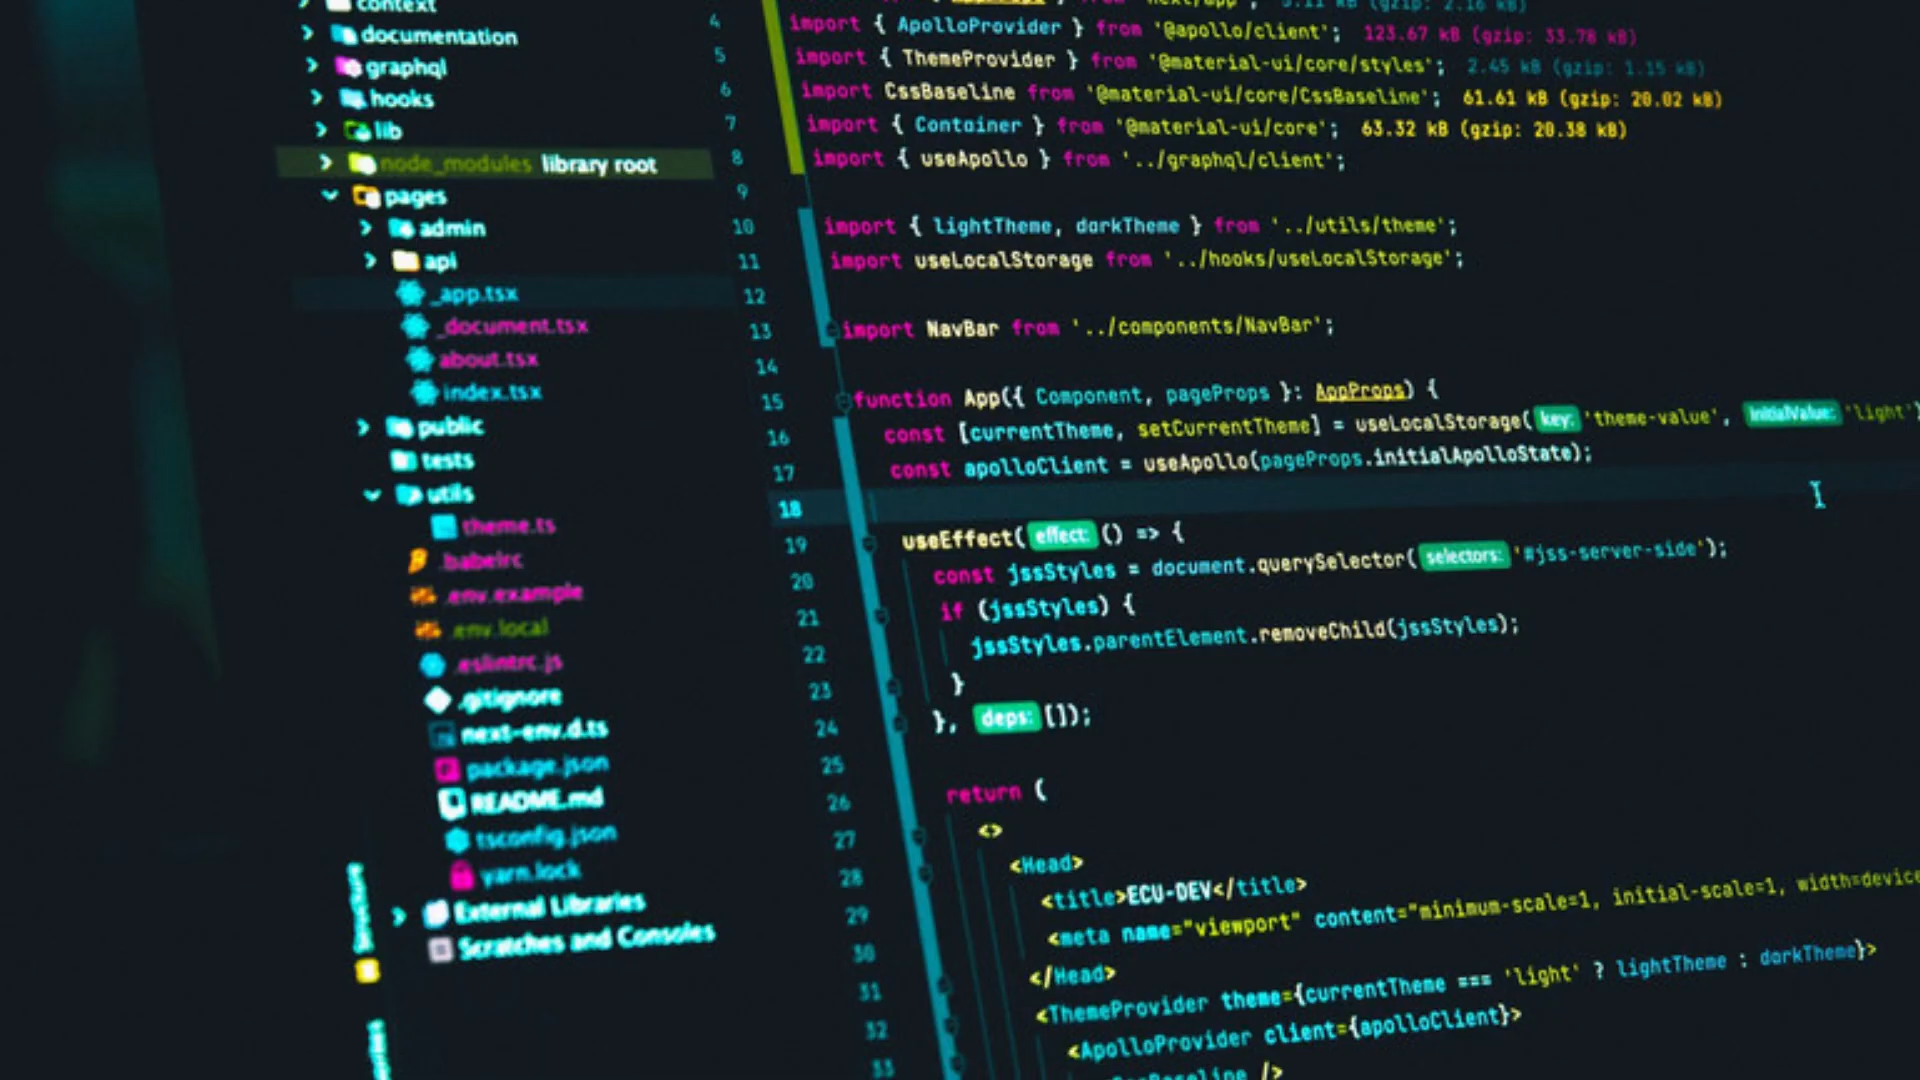 context
documentation
graphql
hooks
lib
node_modules library root
pages
admin
api
_app.tsx
_document.tsx
about.tsx
index.tsx
public
tests
utils
theme.ts
.babelrc
.env.example
.env.local
.eslintrc.js
.gitignore
next-env.d.ts
package.json
README.md
tsconfig.json
yarn.lock
External Libraries
Scratches and Consoles
4 import { ApolloProvider } from '@apollo/client'; 123.67 kB (gzip: 33.78 kB)
5 import { ThemeProvider } from '@material-ui/core/styles'; 2.45 kB (gzip: 1.15 kB)
6 import CssBaseline from '@material-ui/core/CssBaseline'; 61.61 kB (gzip: 20.02 kB)
7 import { Container } from '@material-ui/core'; 63.32 kB (gzip: 20.38 kB)
8 import { useApollo } from '../graphql/client';
9
10 import { lightTheme, darkTheme } from '../utils/theme';
11 import useLocalStorage from '../hooks/useLocalStorage';
12
13 import NavBar from '../components/NavBar';
14
15 function App({ Component, pageProps }: AppProps) {
16 const [currentTheme, setCurrentTheme] = useLocalStorage( key: 'theme-value', initialValue: 'light')
17 const apolloClient = useApollo(pageProps.initialApolloState);
18
19 useEffect( effect: () => {
20 const jssStyles = document.querySelector( selectors: '#jss-server-side');
21 if (jssStyles) {
22 jssStyles.parentElement.removeChild(jssStyles);
23 }
24 }, deps: []);
25
26 return (
27 <>
28 <Head>
29 <title>ECU-DEV</title>
30 <meta name="viewport" content="minimum-scale=1, initial-scale=1, width=device
31 </Head>
32 <ThemeProvider theme={currentTheme === 'light' ? lightTheme : darkTheme}>
33 <ApolloProvider client={apolloClient}>
/>